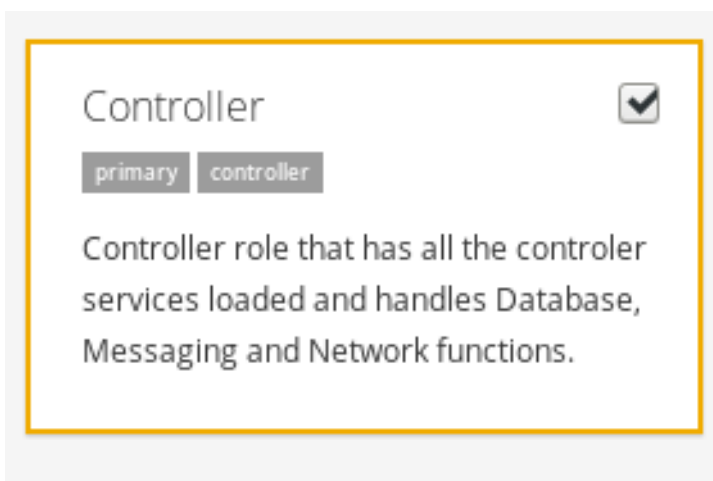 Controller
primary controller
Controller role that has all the controler
services loaded and handles Database,
Messaging and Network functions.